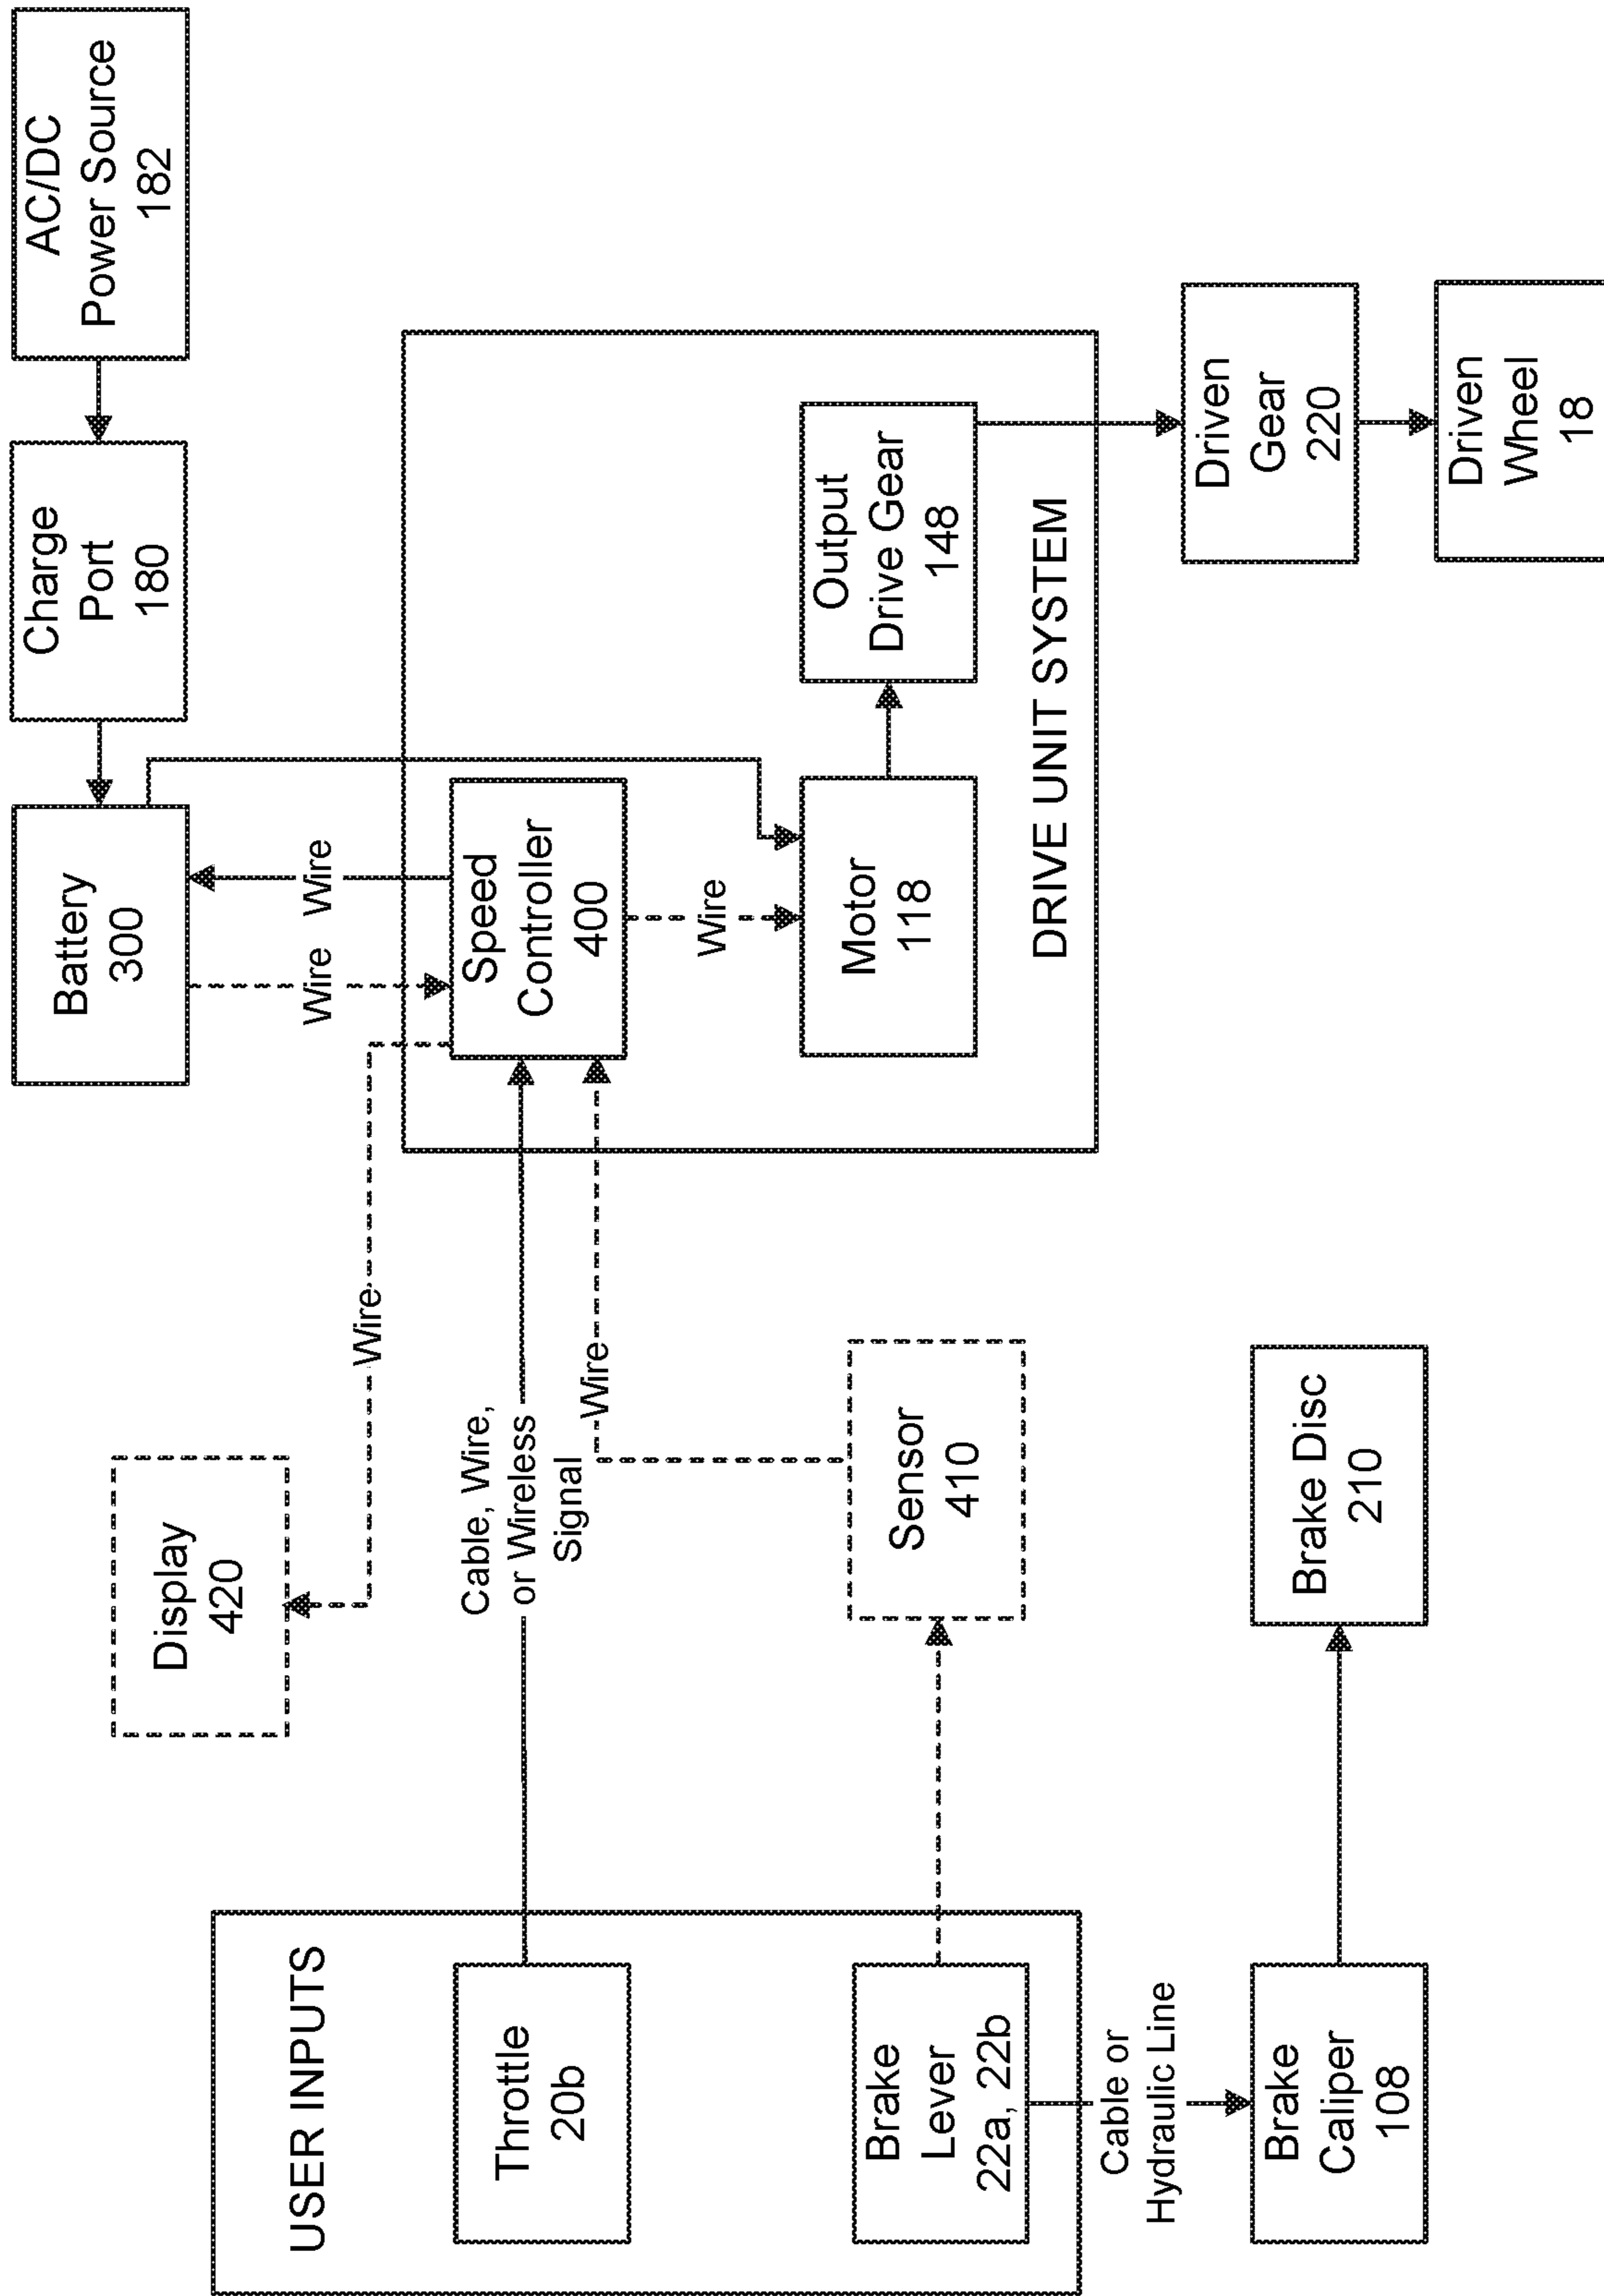 AC/DC
Power Source
182
Charge
Port
180
Battery
300
Display
420
Wire
Wire
Wire
USER INPUTS
Throttle
20b
Cable, Wire,
or Wireless
Signal
Wire
Speed
Controller
400
Wire
Motor
118
Output
Drive Gear
148
DRIVE UNIT SYSTEM
Brake
Lever
22a, 22b
Sensor
410
Cable or
Hydraulic Line
Brake
Caliper
108
Brake Disc
210
Driven
Gear
220
Driven
Wheel
18